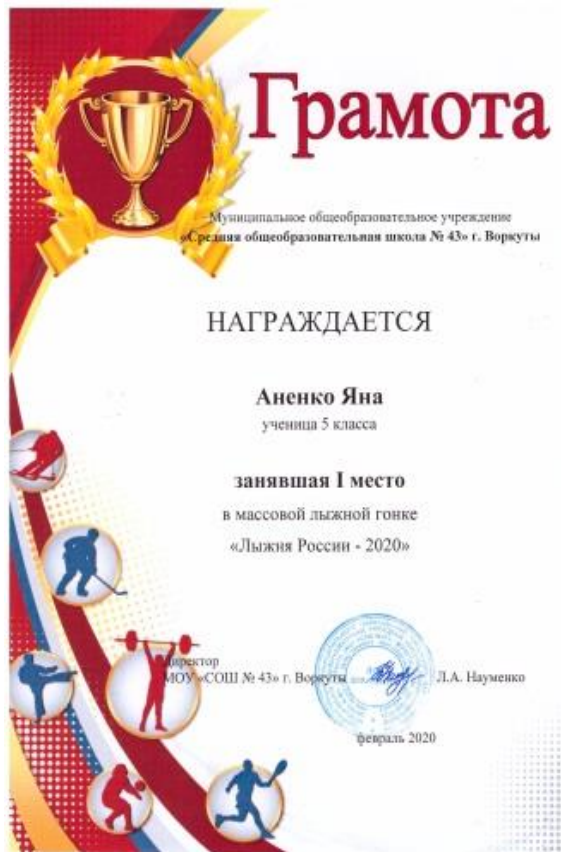 Грамота
Муниципальное общеобразовательное учреждение
«Средняя общеобразовательная школа № 43» г. Воркуты
НАГРАЖДАЕТСЯ
Аненко Яна
ученица 5 класса
занявшая I место
в массовой лыжной гонке
«Лыжня России - 2020»
Директор
МОУ «СОШ № 43» г. Воркуты Л.А. Науменко
февраль 2020